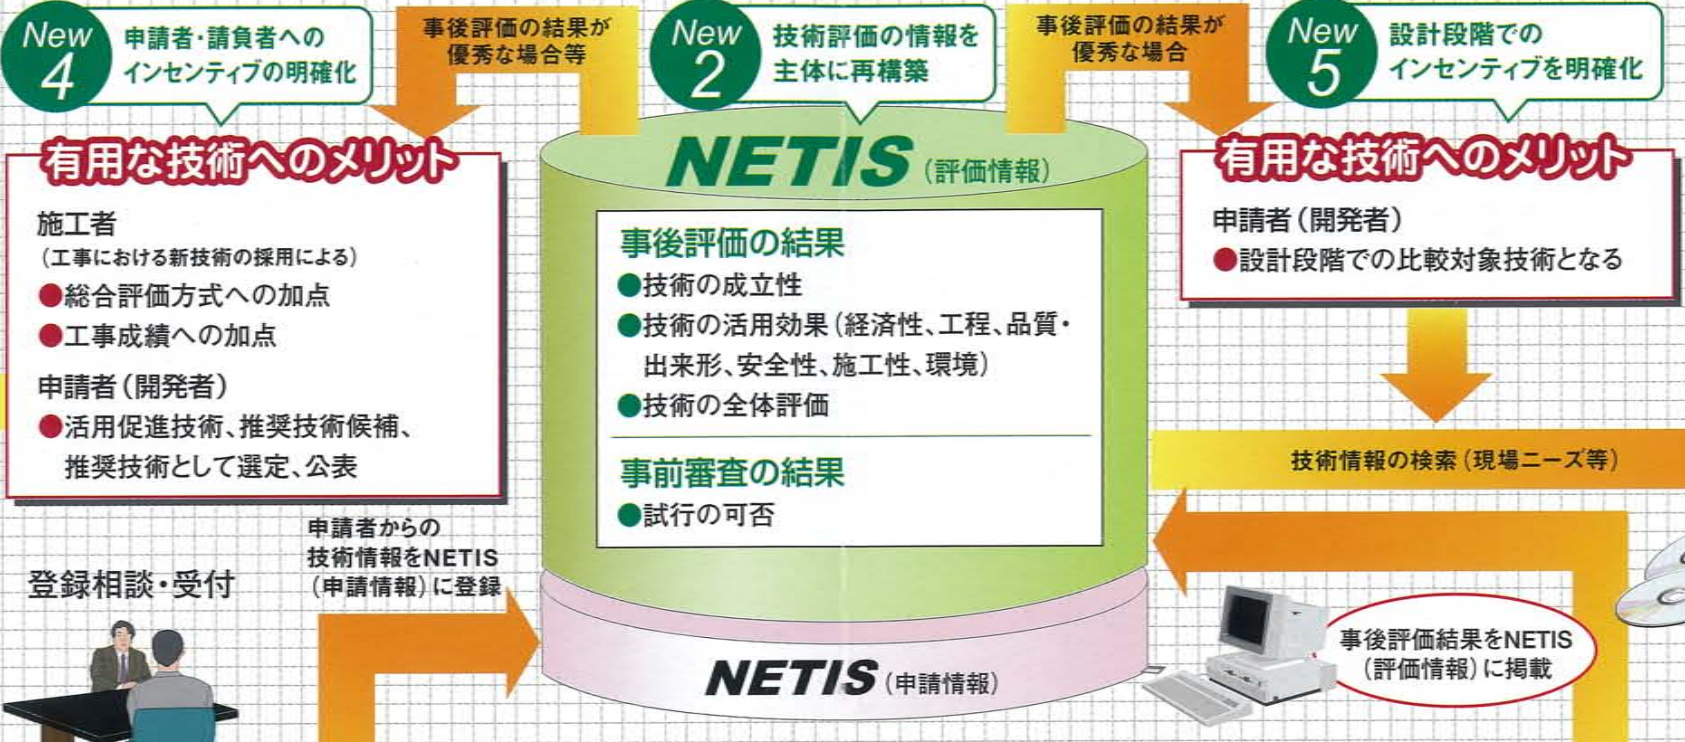 New
4
申請者・請負者への
インセンティブの明確化
事後評価の結果が
優秀な場合等
New
2
技術評価の情報を
主体に再構築
事後評価の結果が
優秀な場合
New
5
設計段階での
インセンティブを明確化
有用な技術へのメリット
施工者
(工事における新技術の採用による)
●総合評価方式への加点
●工事成績への加点
申請者(開発者)
●活用促進技術、推奨技術候補、
推奨技術として選定、公表
NETIS(評価情報)
事後評価の結果
●技術の成立性
●技術の活用効果(経済性、工程、品質・
出来形、安全性、施工性、環境)
●技術の全体評価
事前審査の結果
●試行の可否
有用な技術へのメリット
申請者(開発者)
●設計段階での比較対象技術となる
技術情報の検索(現場ニーズ等)
登録相談・受付
申請者からの
技術情報をNETIS
(申請情報)に登録
NETIS(申請情報)
事後評価結果をNETIS
(評価情報)に掲載